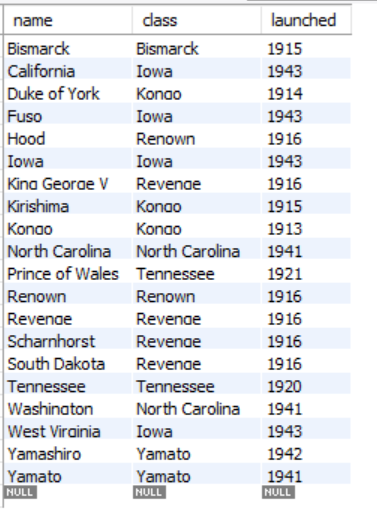 name class launched
Bismarck Bismarck 1915
California Iowa 1943
Duke of York Kongo 1914
Fuso Iowa 1943
Hood Renown 1916
Iowa Iowa 1943
King George V Revenge 1916
Kirishima Kongo 1915
Kongo Kongo 1913
North Carolina North Carolina 1941
Prince of Wales Tennessee 1921
Renown Renown 1916
Revenge Revenge 1916
Scharnhorst Revenge 1916
South Dakota Revenge 1916
Tennessee Tennessee 1920
Washington North Carolina 1941
West Virginia Iowa 1943
Yamashiro Yamato 1942
Yamato Yamato 1941
NULL NULL NULL